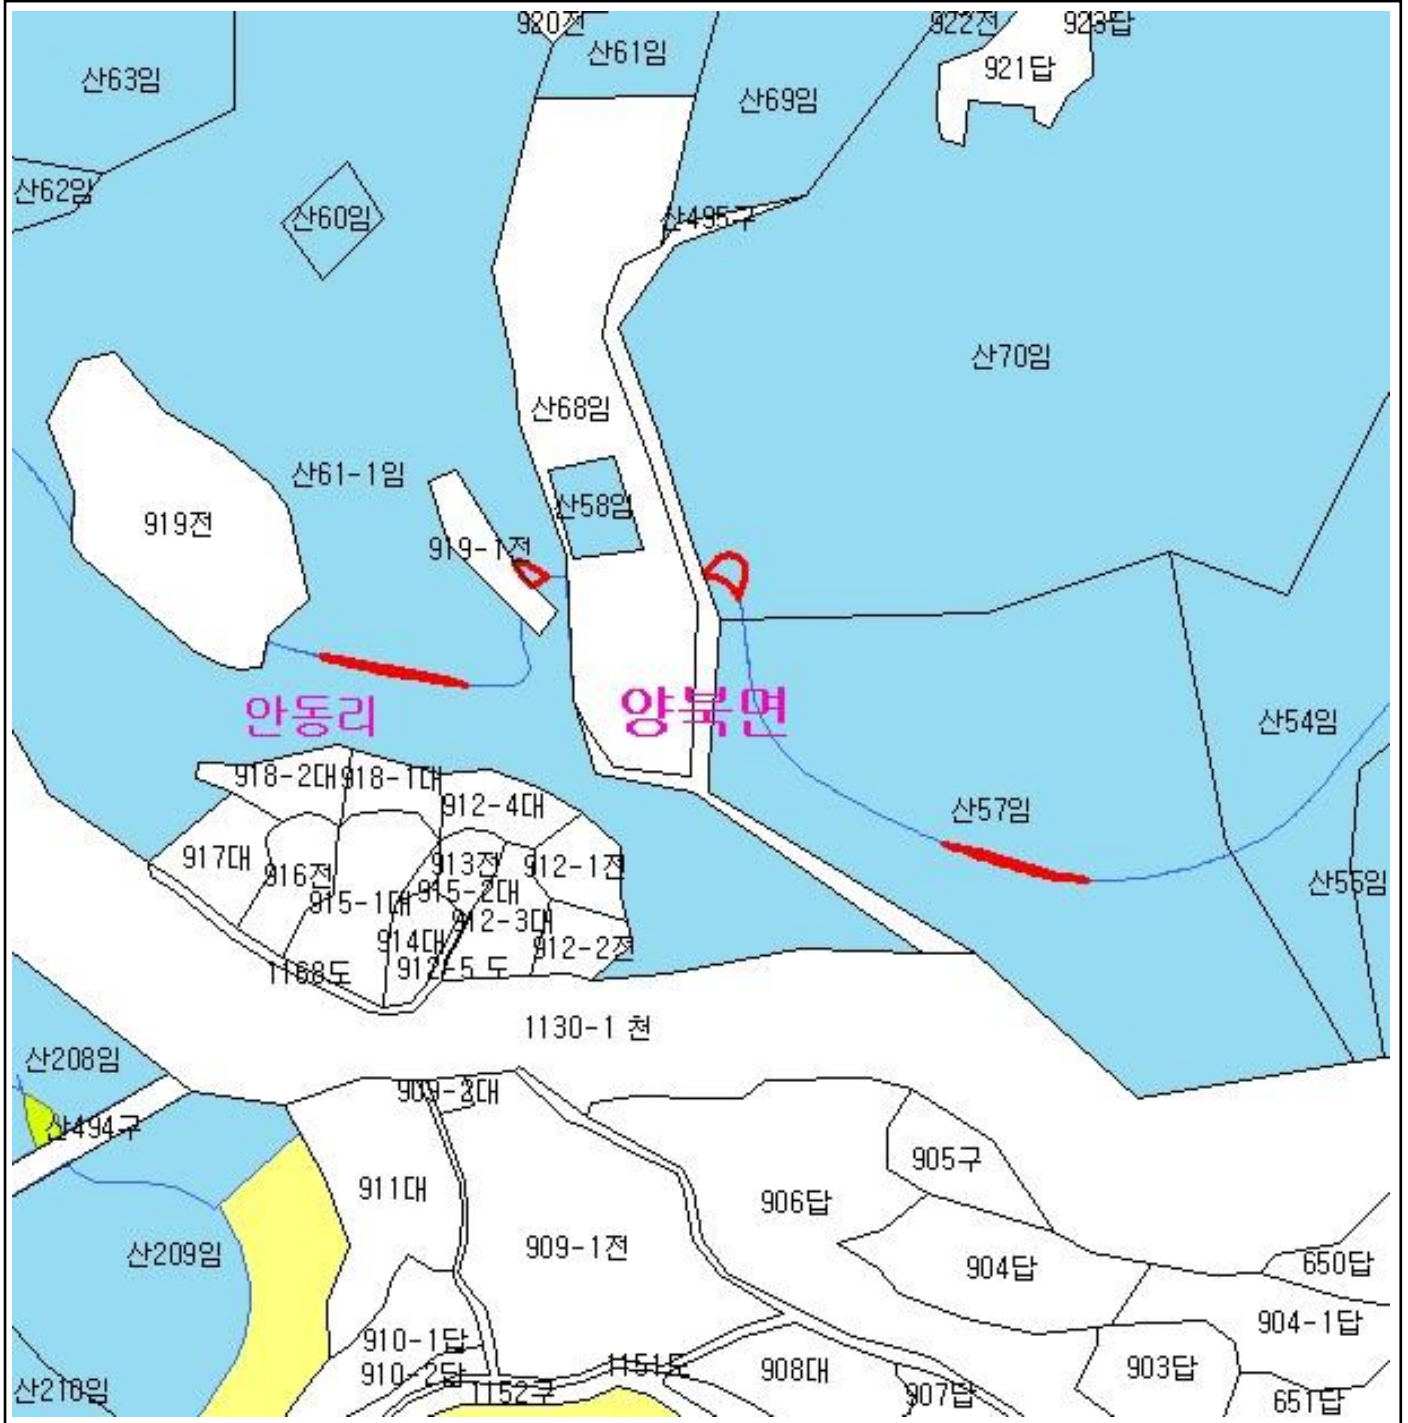 920전
922전
923답
산61임
산63임
921답
산69임
산62임
산60임
산495구
산70임
산68임
산61-1임
산58임
919전
919-1전
안동리
양북면
산54임
918-2대
918-1대
912-4대
산57임
917대
916전
913전
912-1전
915-2대
915-1대
산55임
912-3대
914대
912-2전
1168도
912-5 도
1130-1 천
산208임
909-2대
산494구
905구
911대
906답
909-1전
산209임
904답
650답
904-1답
910-1답
910-2답
1151도
908대
903답
산210임
1152구
907답
651답